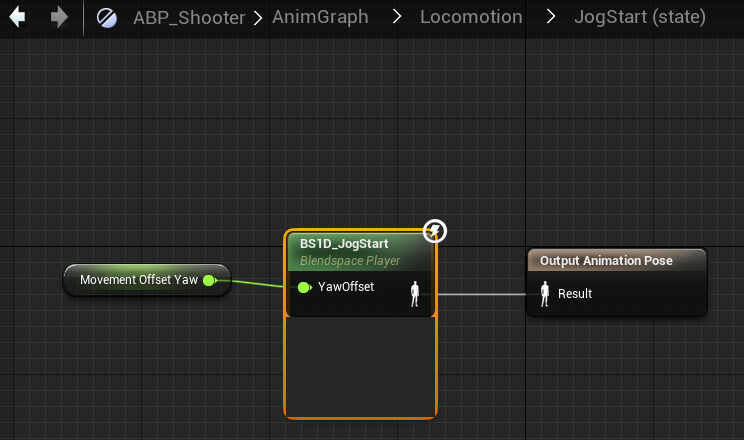 ABP_Shooter > AnimGraph > Locomotion > JogStart (state)
BS1D_JogStart
Blendspace Player
Movement Offset Yaw
YawOffset
Output Animation Pose
Result